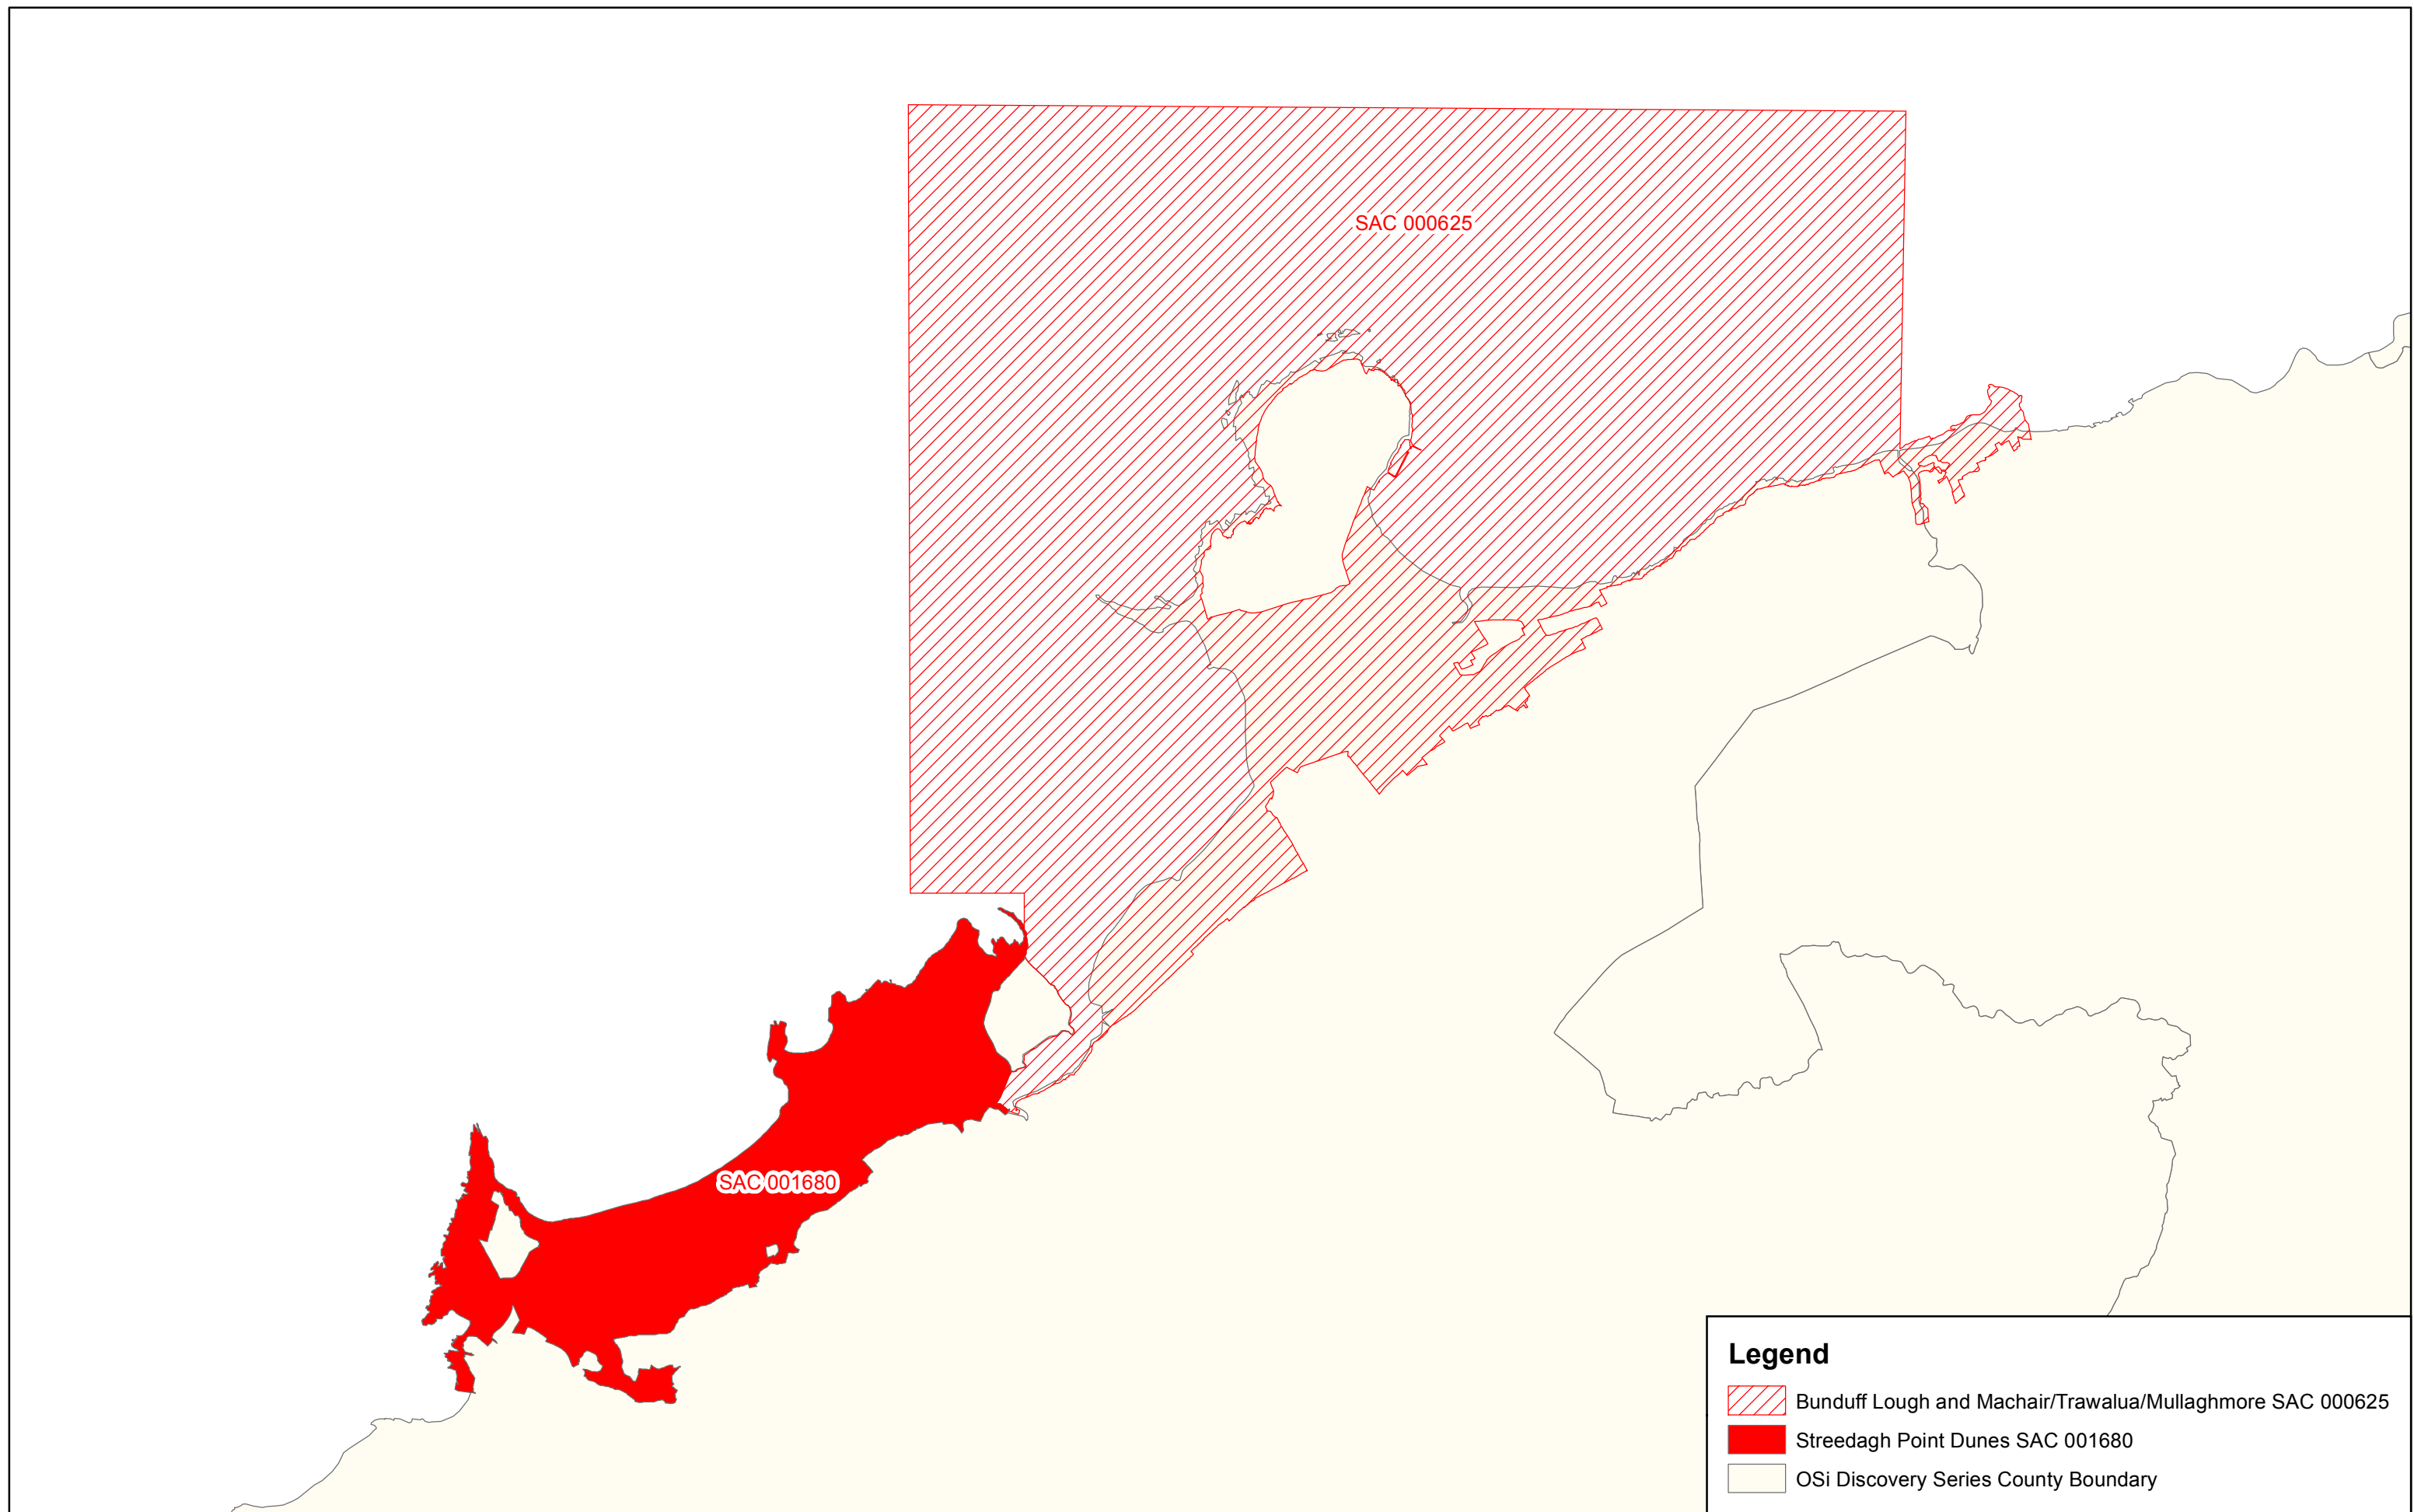 SAC 000625
SAC 001680
Legend
Bunduff Lough and Machair/Trawalua/Mullaghmore SAC 000625
Streedagh Point Dunes SAC 001680
OSi Discovery Series County Boundary